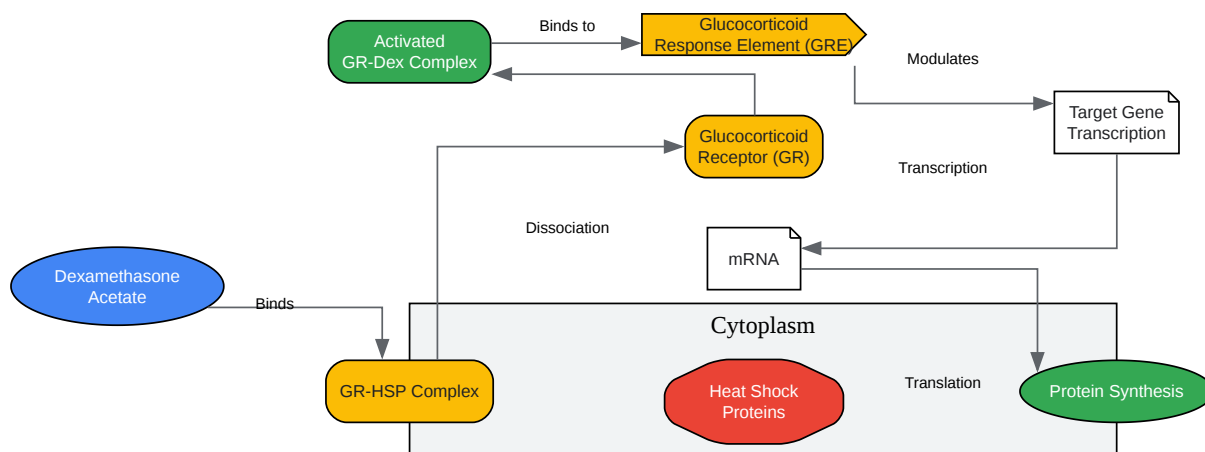 Activated
GR-Dex Complex
Binds to
Glucocorticoid
Response Element (GRE)
Modulates
Target Gene
Transcription
Glucocorticoid
Receptor (GR)
Transcription
Dissociation
mRNA
Dexamethasone
Acetate
Binds
Cytoplasm
GR-HSP Complex
Heat Shock
Proteins
Translation
Protein Synthesis